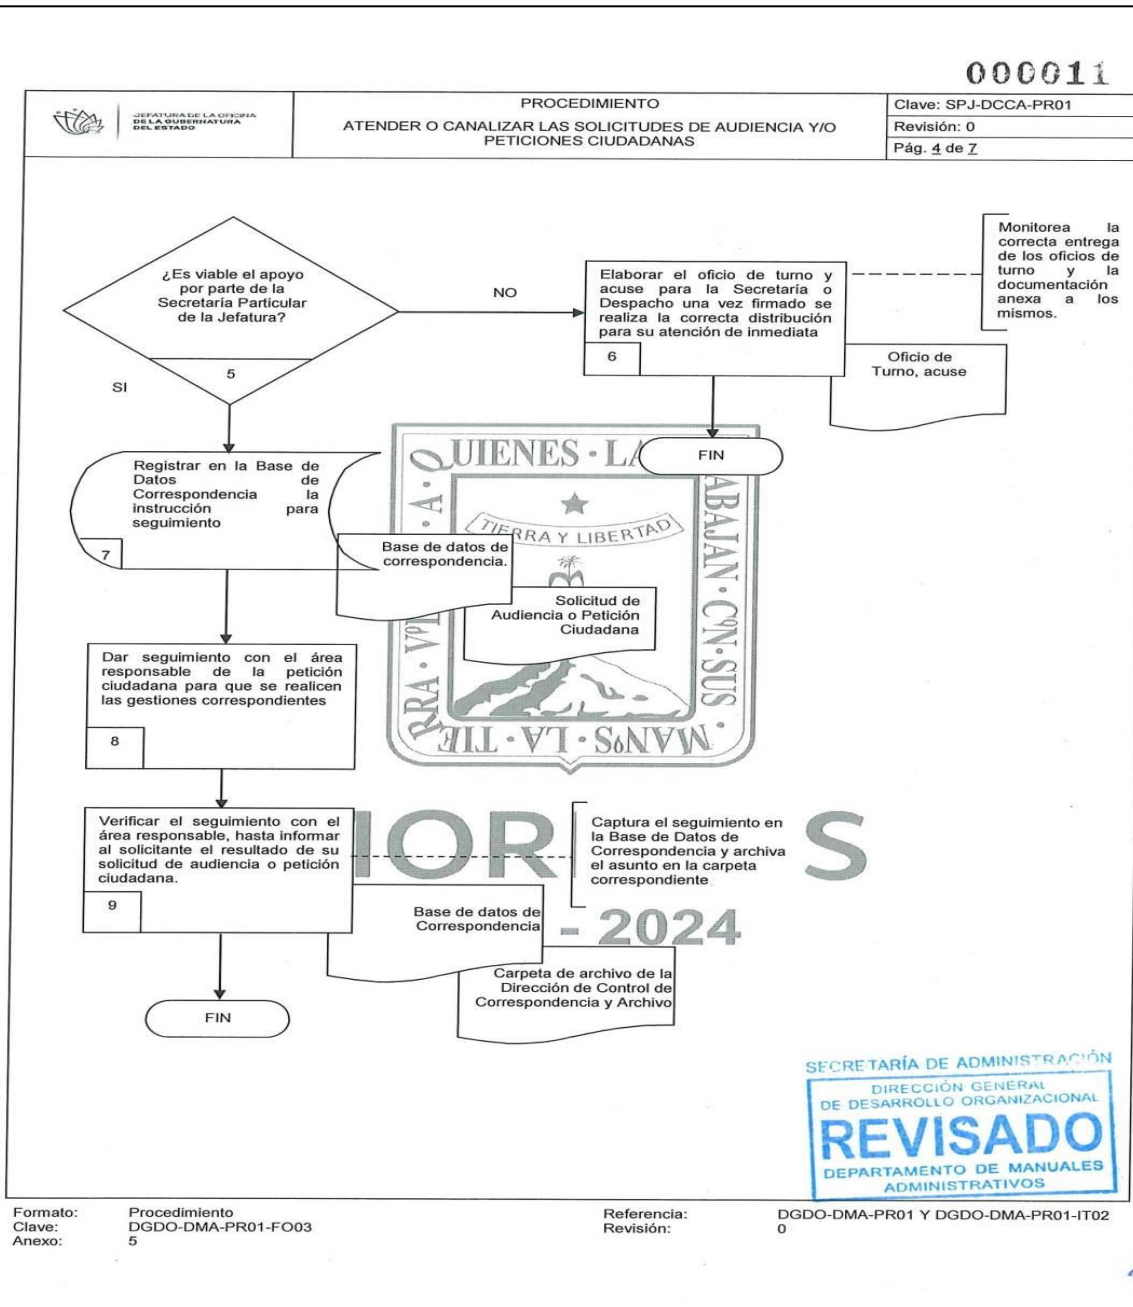 000011
JEFATURA DE LA OFICINA
DE LA GUBERNATURA
DEL ESTADO
PROCEDIMIENTO
ATENDER O CANALIZAR LAS SOLICITUDES DE AUDIENCIA Y/O
PETICIONES CIUDADANAS
Clave: SPJ-DCCA-PR01
Revisión: 0
Pág. 4 de 7
¿Es viable el apoyo
por parte de la
Secretaría Particular
de la Jefatura?
5
SI
NO
Elaborar el oficio de turno y
acuse para la Secretaría o
Despacho una vez firmado se
realiza la correcta distribución
para su atención de inmediata
6
Monitorea la
correcta entrega
de los oficios de
turno y la
documentación
anexa a los
mismos.
Oficio de
Turno, acuse
FIN
Registrar en la Base de
Datos de
Correspondencia la
instrucción para
seguimiento
7
Base de datos de
correspondencia.
Solicitud de
Audiencia o Petición
Ciudadana
QUIENES · LA
ABAJAN · CON · SUS
· MANOS · LA · TIE
RRA
· A ·
TIERRA Y LIBERTAD
Dar seguimiento con el área
responsable de la petición
ciudadana para que se realicen
las gestiones correspondientes
8
Verificar el seguimiento con el
área responsable, hasta informar
al solicitante el resultado de su
solicitud de audiencia o petición
ciudadana.
9
Captura el seguimiento en
la Base de Datos de
Correspondencia y archiva
el asunto en la carpeta
correspondiente
OR S
- 2024
Base de datos de
Correspondencia
Carpeta de archivo de la
Dirección de Control de
Correspondencia y Archivo
FIN
SECRETARÍA DE ADMINISTRACIÓN
DIRECCIÓN GENERAL
DE DESARROLLO ORGANIZACIONAL
REVISADO
DEPARTAMENTO DE MANUALES
ADMINISTRATIVOS
Formato: Procedimiento
Clave: DGDO-DMA-PR01-FO03
Anexo: 5
Referencia: DGDO-DMA-PR01 Y DGDO-DMA-PR01-IT02
Revisión: 0